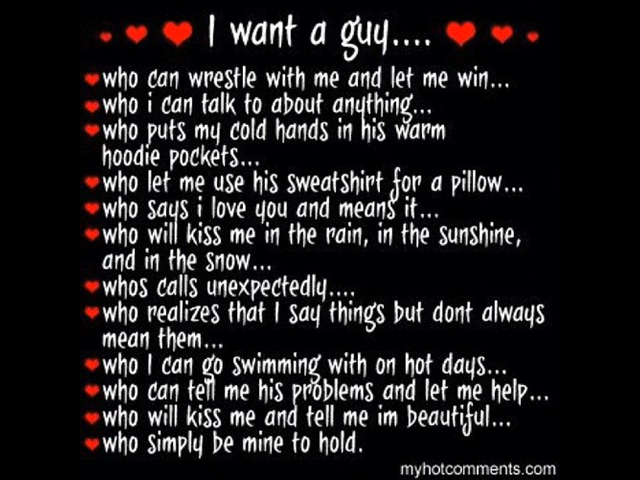 I want a guy....
who can wrestle with me and let me win...
who i can talk to about anything...
who puts my cold hands in his warm
hoodie pockets...
who let me use his sweatshirt for a pillow...
who says i love you and means it...
who will kiss me in the rain, in the sunshine,
and in the snow...
whos calls unexpectedly....
who realizes that I say things but dont always
mean them...
who I can go swimming with on hot days...
who can tell me his problems and let me help...
who will kiss me and tell me im beautiful...
who simply be mine to hold.
myhotcomments.com